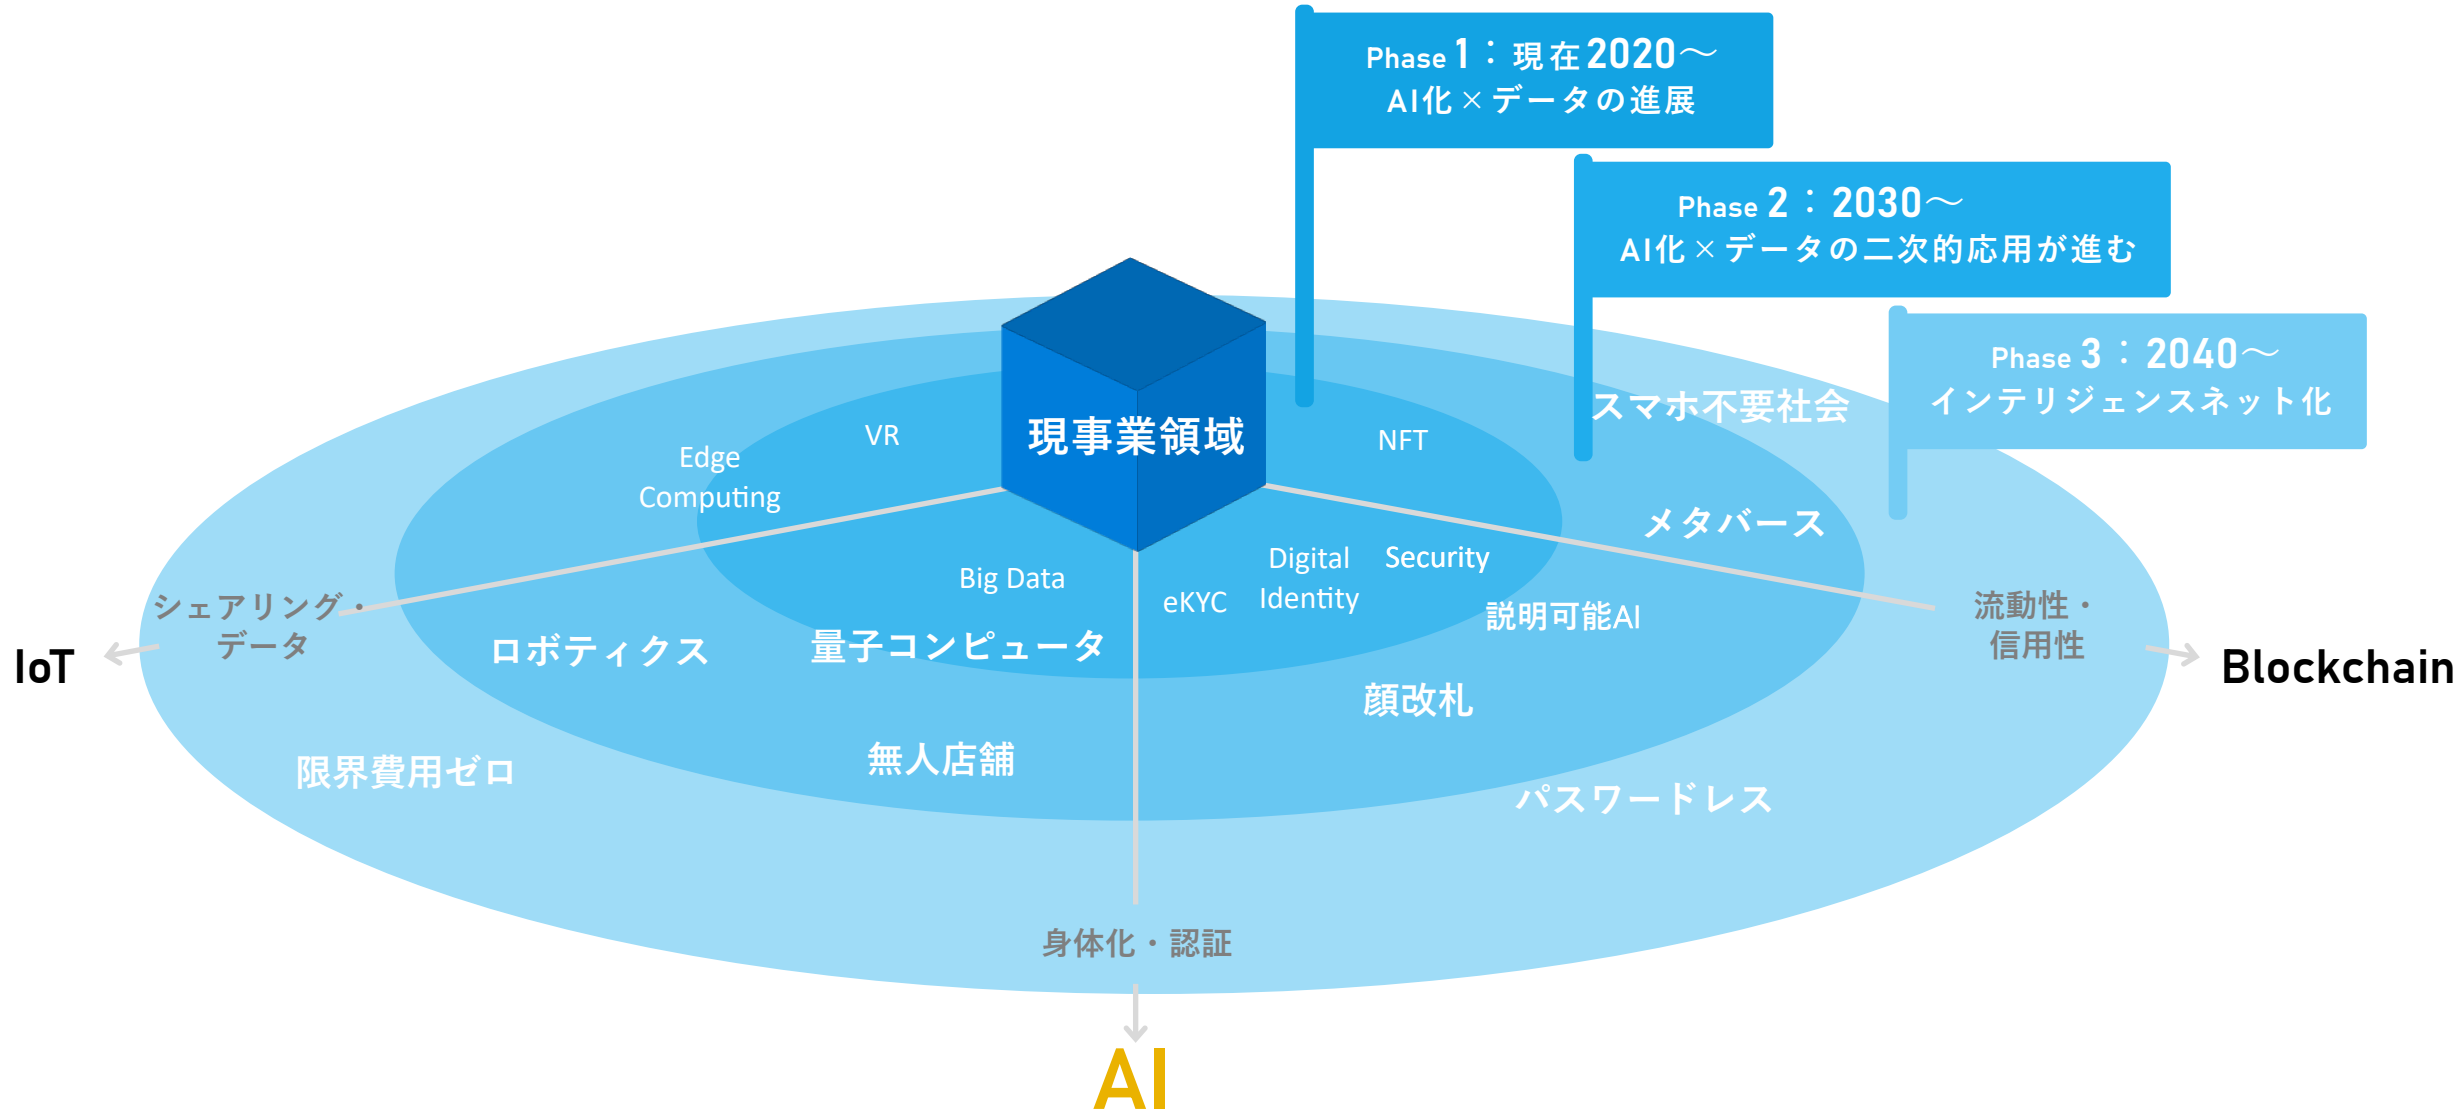 Phase 1：現在2020～
AI化×データの進展
Phase 2：2030～
AI化×データの二次的応用が進む
Phase 3：2040～
インテリジェンスネット化
スマホ不要社会
現事業領域
VR
NFT
Edge
Computing
メタバース
Big Data
eKYC
Digital
Identity
Security
説明可能AI
シェアリング・
データ
流動性・
信用性
IoT
Blockchain
ロボティクス
量子コンピュータ
顔改札
無人店舗
限界費用ゼロ
パスワードレス
身体化・認証
AI